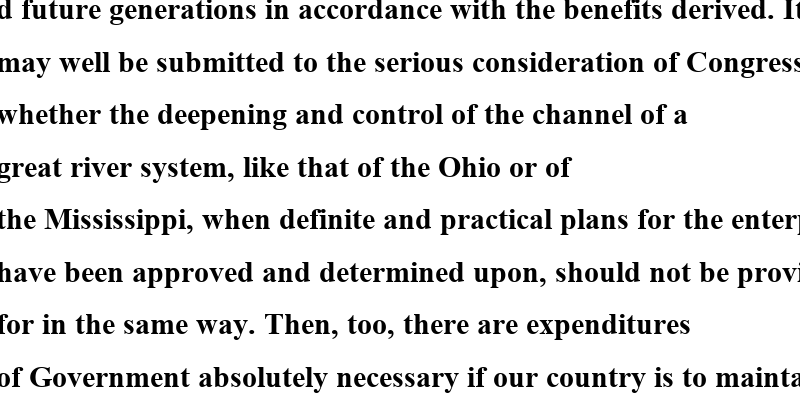 d future generations in accordance with the benefits derived. It
may well be submitted to the serious consideration of Congress
whether the deepening and control of the channel of a
great river system, like that of the Ohio or of
the Mississippi, when definite and practical plans for the enterp
have been approved and determined upon, should not be provi
for in the same way. Then, too, there are expenditures
of Government absolutely necessary if our country is to mainta